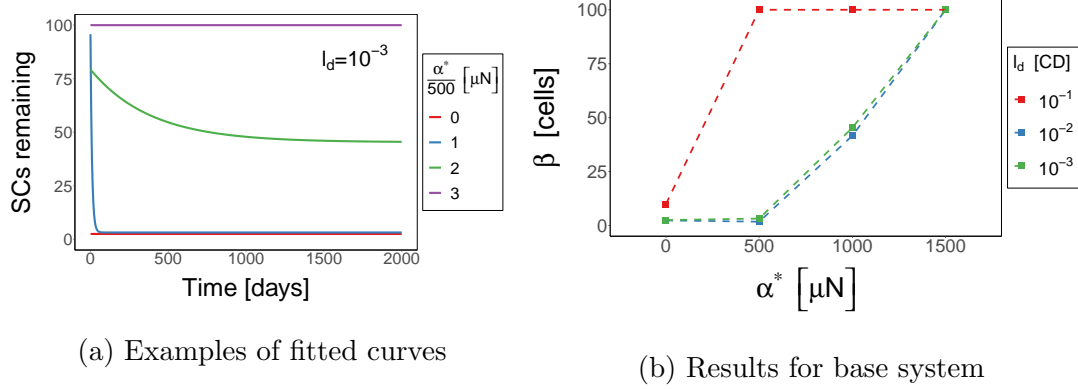 100
75
50
25
0
SCs remaining
l_d=10^-3
0 500 1000 1500 2000
Time [days]
α*/500 [μN]
0
1
2
3
(a) Examples of fitted curves
100
75
50
25
0
β [cells]
0 500 1000 1500
α* [μN]
l_d [CD]
10^-1
10^-2
10^-3
(b) Results for base system